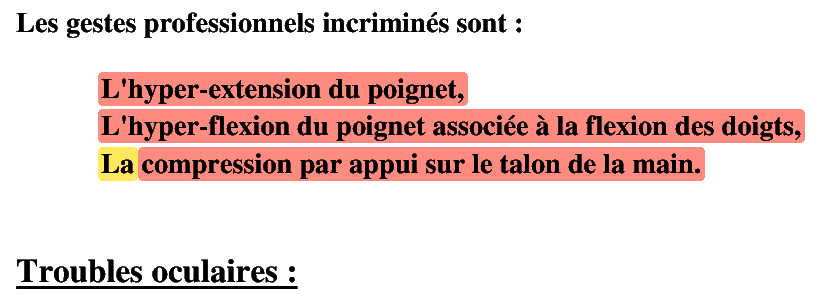 Les gestes professionnels incriminés sont :
L'hyper-extension du poignet,
L'hyper-flexion du poignet associée à la flexion des doigts,
La compression par appui sur le talon de la main.
Troubles oculaires :